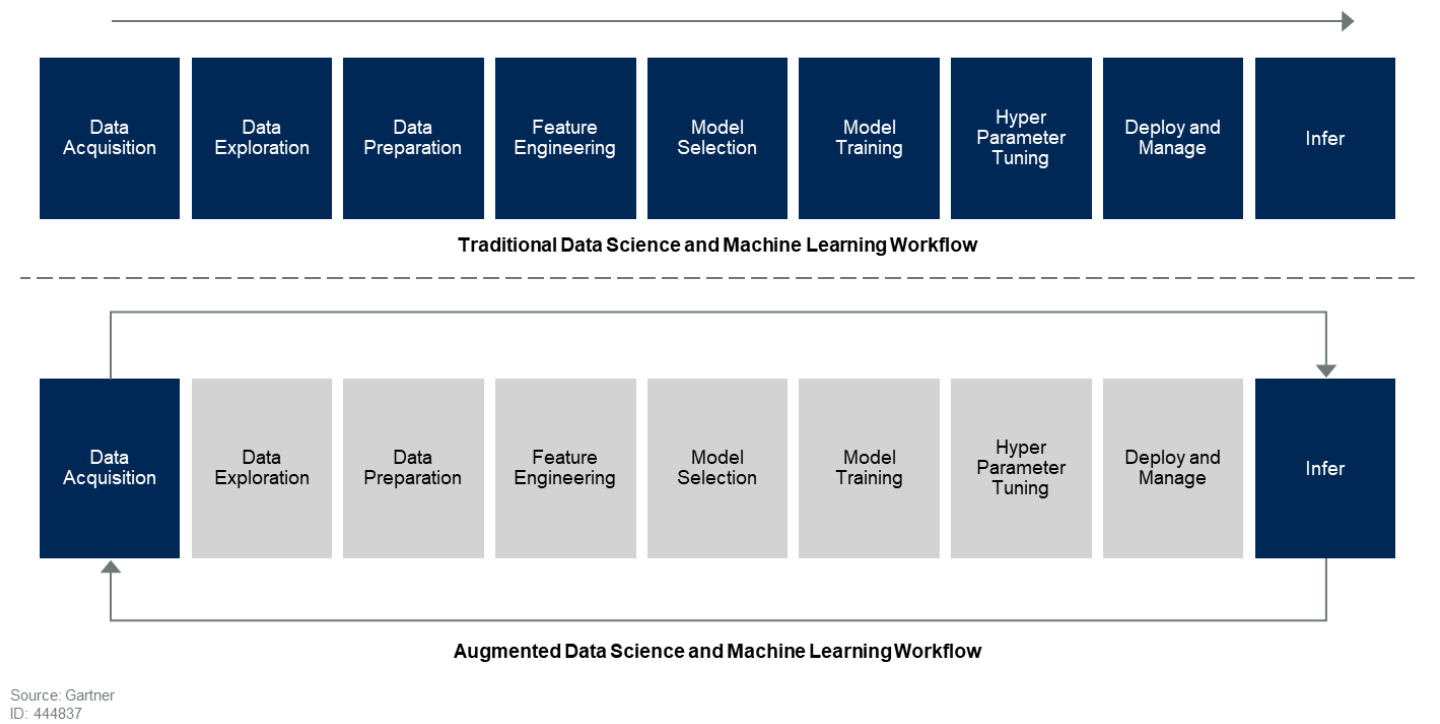 Data
Acquisition
Data
Exploration
Data
Preparation
Feature
Engineering
Model
Selection
Model
Training
Hyper
Parameter
Tuning
Deploy and
Manage
Infer
Traditional Data Science and Machine Learning Workflow
Data
Acquisition
Data
Exploration
Data
Preparation
Feature
Engineering
Model
Selection
Model
Training
Hyper
Parameter
Tuning
Deploy and
Manage
Infer
Augmented Data Science and Machine Learning Workflow
Source: Gartner
ID: 444837